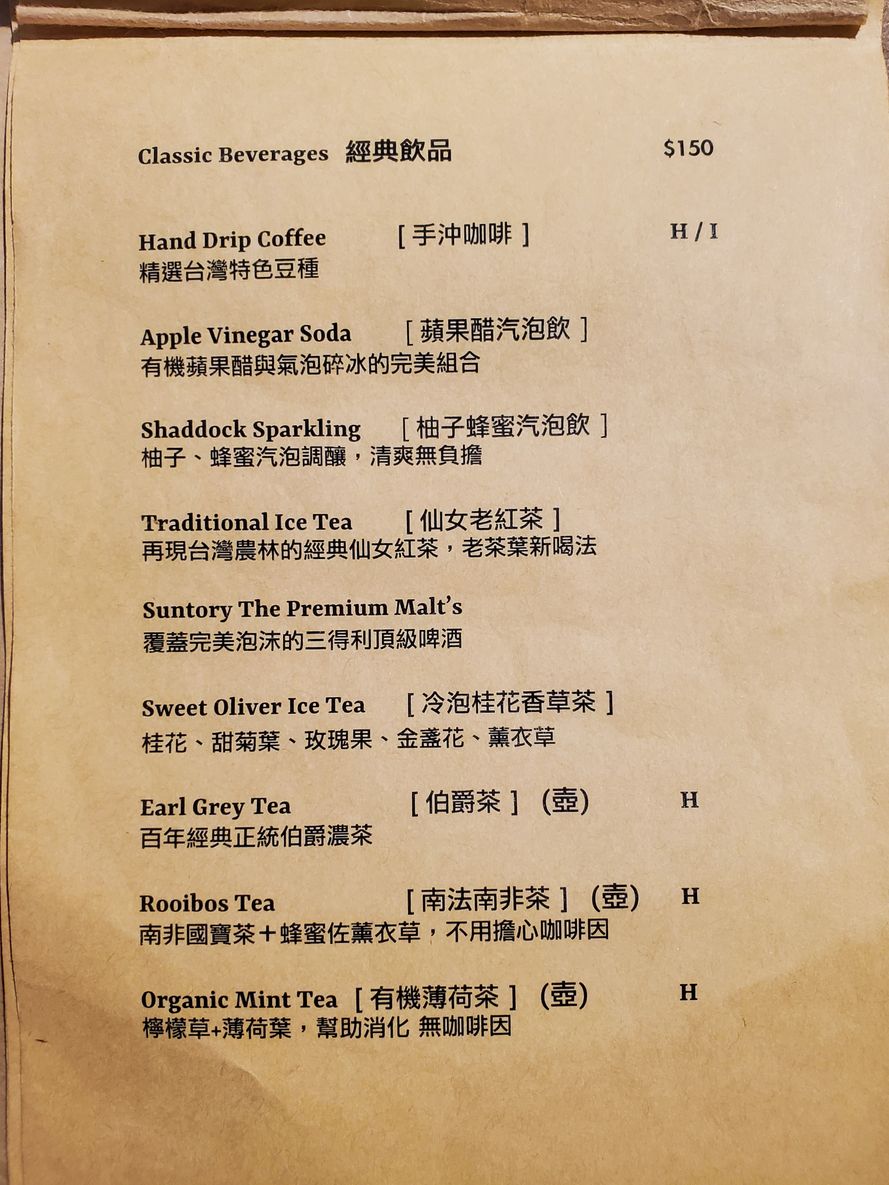 Classic Beverages 經典飲品 $150
Hand Drip Coffee [ 手沖咖啡 ] H / I
精選台灣特色豆種
Apple Vinegar Soda [ 蘋果醋汽泡飲 ]
有機蘋果醋與氣泡碎冰的完美組合
Shaddock Sparkling [ 柚子蜂蜜汽泡飲 ]
柚子、蜂蜜汽泡調釀，清爽無負擔
Traditional Ice Tea [ 仙女老紅茶 ]
再現台灣農林的經典仙女紅茶，老茶葉新喝法
Suntory The Premium Malt's
覆蓋完美泡沫的三得利頂級啤酒
Sweet Oliver Ice Tea [ 冷泡桂花香草茶 ]
桂花、甜菊葉、玫瑰果、金盞花、薰衣草
Earl Grey Tea [ 伯爵茶 ] (壺) H
百年經典正統伯爵濃茶
Rooibos Tea [ 南法南非茶 ] (壺) H
南非國寶茶＋蜂蜜佐薰衣草，不用擔心咖啡因
Organic Mint Tea [ 有機薄荷茶 ] (壺) H
檸檬草+薄荷葉，幫助消化 無咖啡因